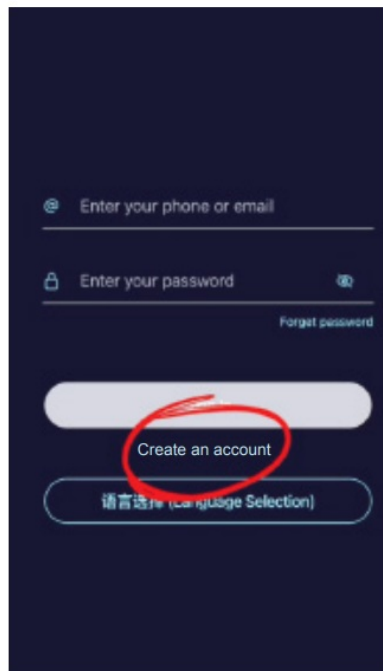 @ Enter your phone or email
Enter your password
Forget password
Create an account
语言选择 (Language Selection)